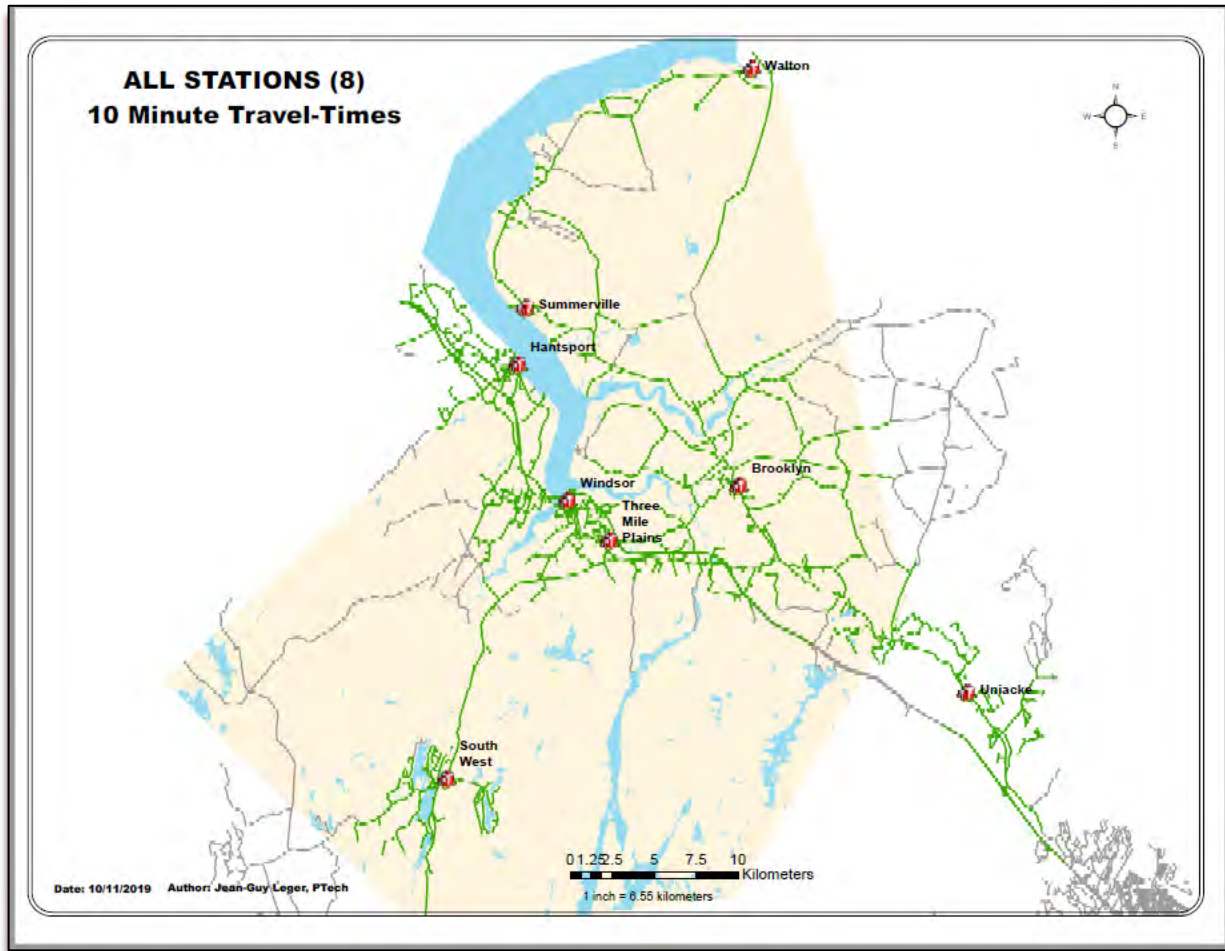 ALL STATIONS (8)
10 Minute Travel-Times
Walton
N
W
E
S
Summerville
Hantsport
Brooklyn
Windsor
Three
Mile
Plains
Uniacke
South
West
0 1.25 2.5 5 7.5 10
Kilometers
1 inch = 6.55 kilometers
Date: 10/11/2019 Author: Jean-Guy Leger, PTech